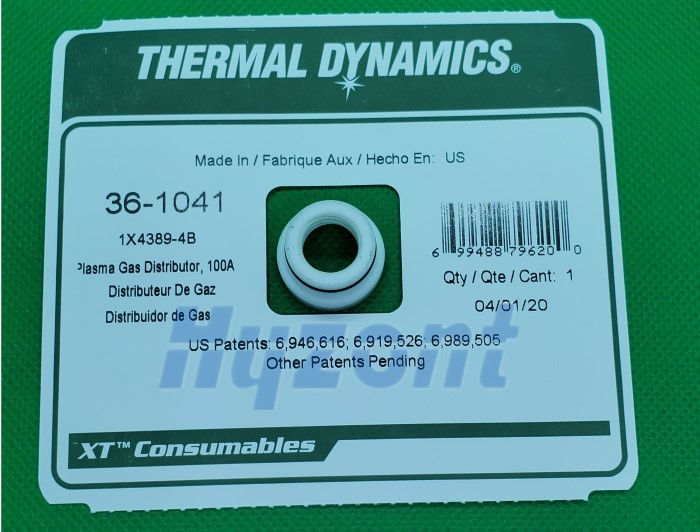 THERMAL DYNAMICS®
Made In / Fabrique Aux / Hecho En: US
36-1041
1X4389-4B
Plasma Gas Distributor, 100A
Distributeur De Gaz
Distribuidor de Gas
6 99488 79620 0
Qty / Qte / Cant: 1
04/01/20
US Patents: 6,946,616; 6,919,526; 6,989,505
Other Patents Pending
Hyzont
XT™ Consumables